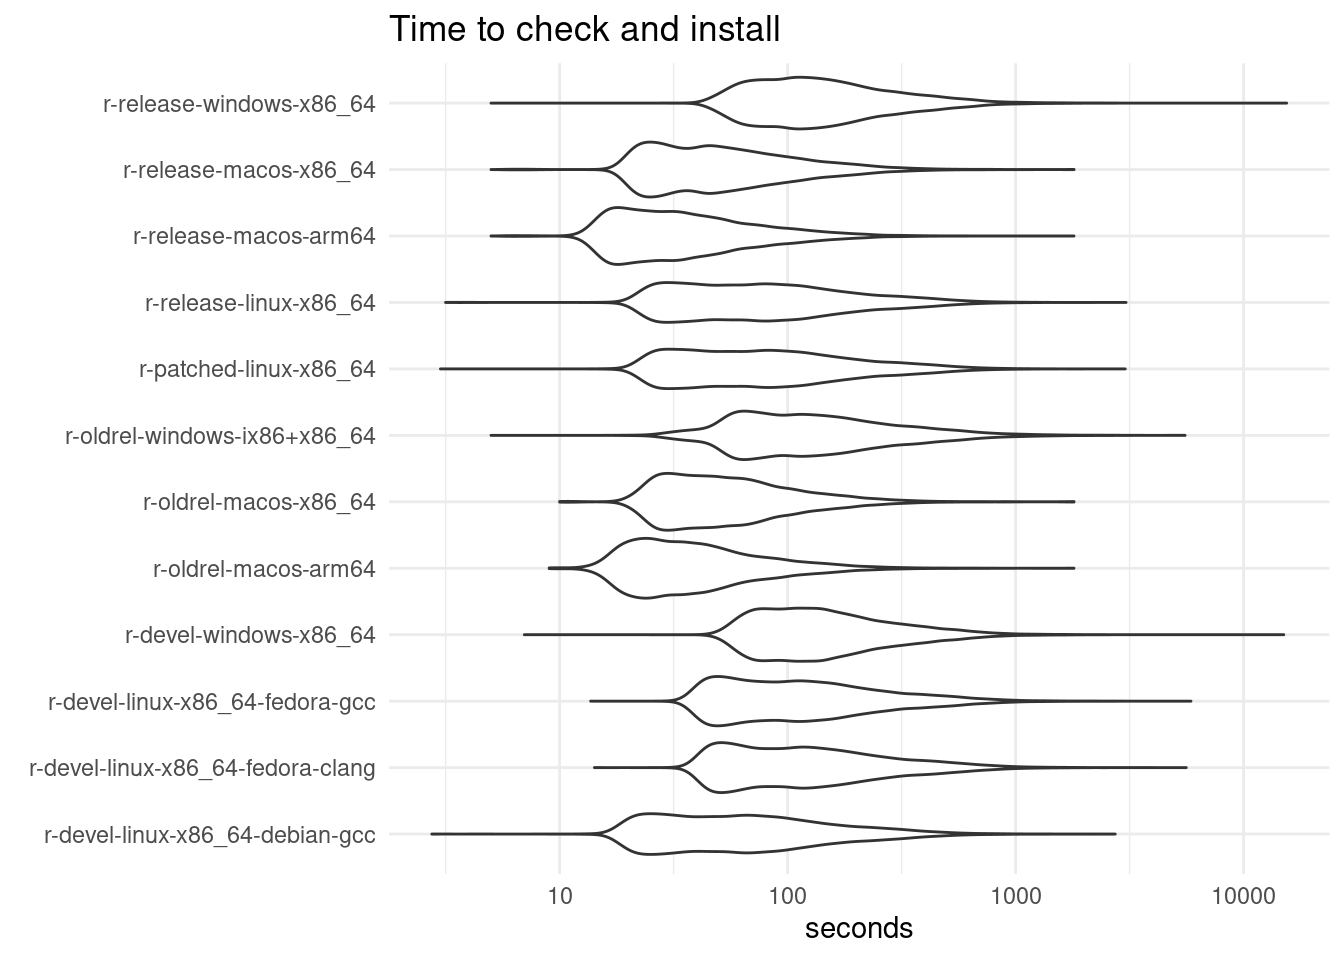 Time to check and install
r-release-windows-x86_64
r-release-macos-x86_64
r-release-macos-arm64
r-release-linux-x86_64
r-patched-linux-x86_64
r-oldrel-windows-ix86+x86_64
r-oldrel-macos-x86_64
r-oldrel-macos-arm64
r-devel-windows-x86_64
r-devel-linux-x86_64-fedora-gcc
r-devel-linux-x86_64-fedora-clang
r-devel-linux-x86_64-debian-gcc
10 100 1000 10000
seconds